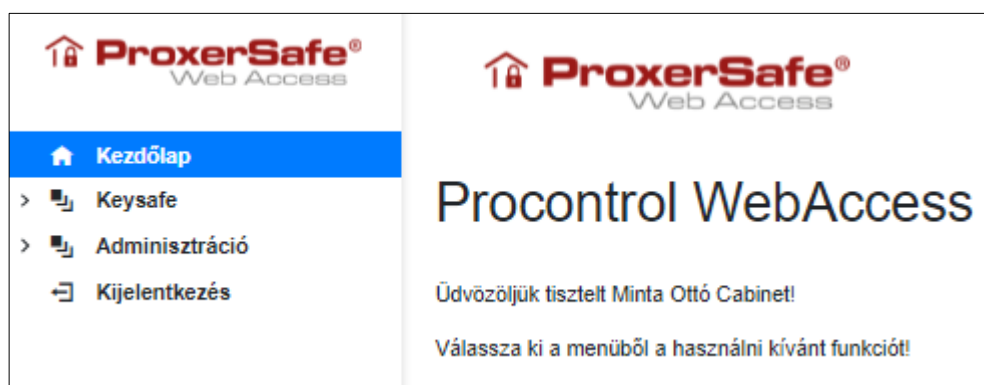 ProxerSafe®
Web Access
Kezdőlap
Keysafe
Adminisztráció
Kijelentkezés
ProxerSafe®
Web Access
Procontrol WebAccess
Üdvözöljük tisztelt Minta Ottó Cabinet!
Válassza ki a menüből a használni kívánt funkciót!